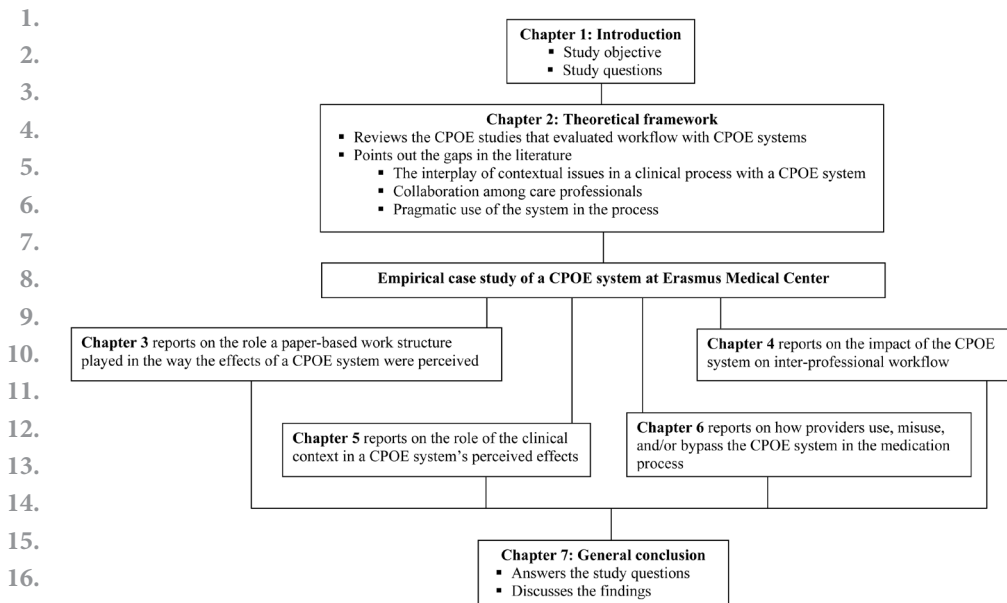 1.
2.
3.
4.
5.
6.
7.
8.
9.
10.
11.
12.
13.
14.
15.
16.
Chapter 1: Introduction
▪ Study objective
▪ Study questions
Chapter 2: Theoretical framework
▪ Reviews the CPOE studies that evaluated workflow with CPOE systems
▪ Points out the gaps in the literature
▪ The interplay of contextual issues in a clinical process with a CPOE system
▪ Collaboration among care professionals
▪ Pragmatic use of the system in the process
Empirical case study of a CPOE system at Erasmus Medical Center
Chapter 3 reports on the role a paper-based work structure
played in the way the effects of a CPOE system were perceived
Chapter 4 reports on the impact of the CPOE
system on inter-professional workflow
Chapter 5 reports on the role of the clinical
context in a CPOE system’s perceived effects
Chapter 6 reports on how providers use, misuse,
and/or bypass the CPOE system in the medication
process
Chapter 7: General conclusion
▪ Answers the study questions
▪ Discusses the findings